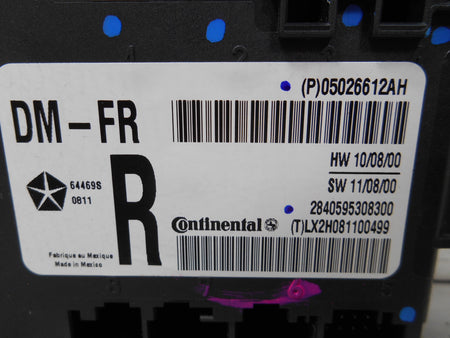 (P)05026612AH
DM-FR
HW 10/08/00
SW 11/08/00
64469S
0811
R
2840595308300
Continental
(T)LX2H081100499
Fabrique au Mexique
Made in Mexico